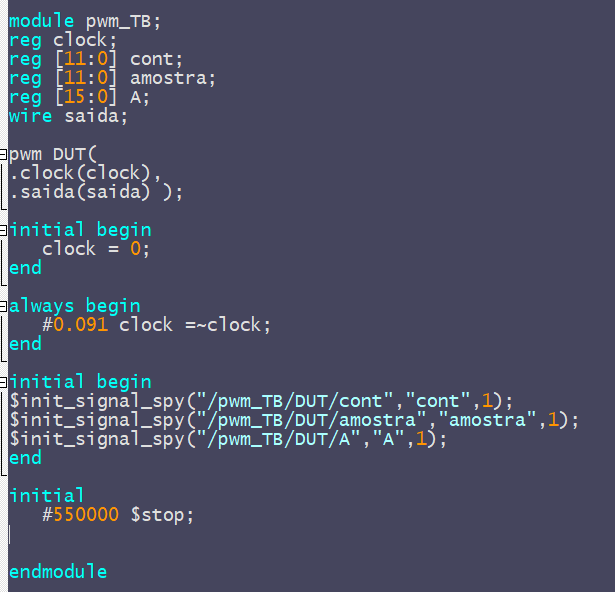 module pwm_TB;
reg clock;
reg [11:0] cont;
reg [11:0] amostra;
reg [15:0] A;
wire saida;
pwm DUT(
.clock(clock),
.saida(saida) );
initial begin
clock = 0;
end
always begin
#0.091 clock =~clock;
end
initial begin
$init_signal_spy("/pwm_TB/DUT/cont","cont",1);
$init_signal_spy("/pwm_TB/DUT/amostra","amostra",1);
$init_signal_spy("/pwm_TB/DUT/A","A",1);
end
initial
#550000 $stop;
endmodule